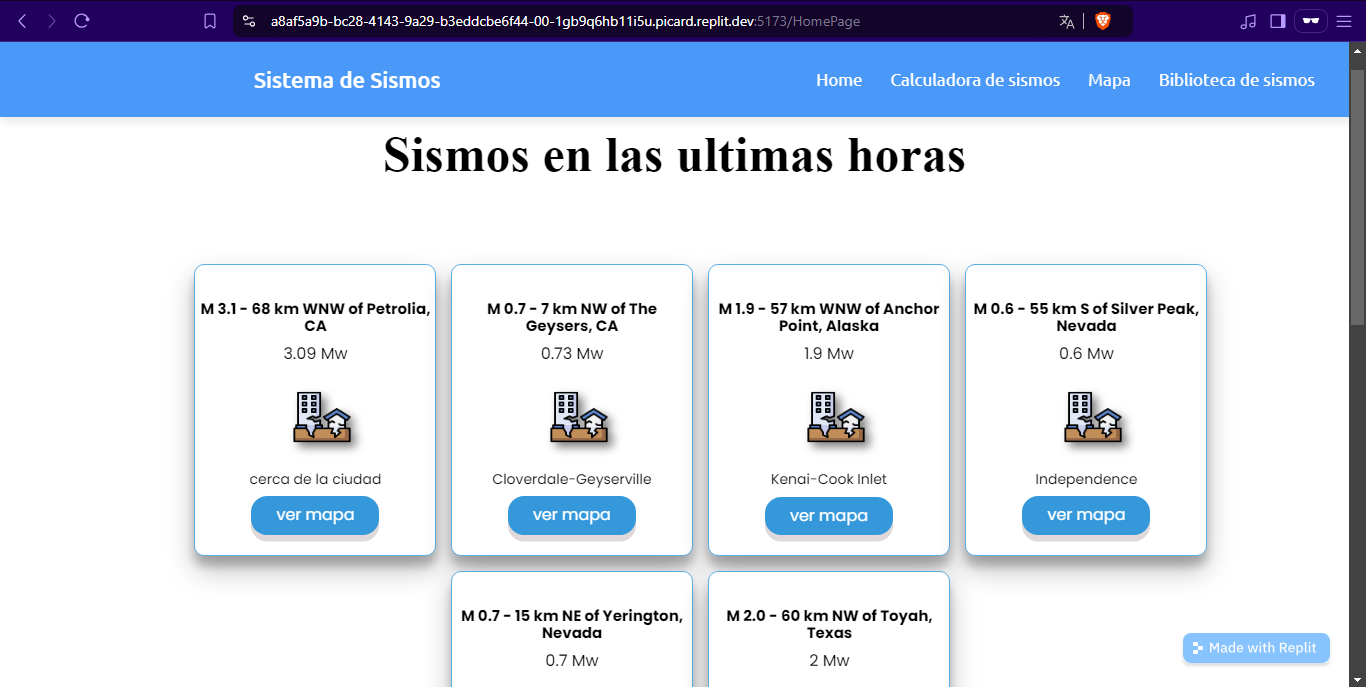 a8af5a9b-bc28-4143-9a29-b3eddcbe6f44-00-1gb9q6hb11i5u.picard.replit.dev:5173/HomePage
Sistema de Sismos
Home
Calculadora de sismos
Mapa
Biblioteca de sismos
Sismos en las ultimas horas
M 3.1 - 68 km WNW of Petrolia,
CA
3.09 Mw
cerca de la ciudad
ver mapa
M 0.7 - 7 km NW of The
Geysers, CA
0.73 Mw
Cloverdale-Geyserville
ver mapa
M 1.9 - 57 km WNW of Anchor
Point, Alaska
1.9 Mw
Kenai-Cook Inlet
ver mapa
M 0.6 - 55 km S of Silver Peak,
Nevada
0.6 Mw
Independence
ver mapa
M 0.7 - 15 km NE of Yerington,
Nevada
0.7 Mw
M 2.0 - 60 km NW of Toyah,
Texas
2 Mw
Made with Replit